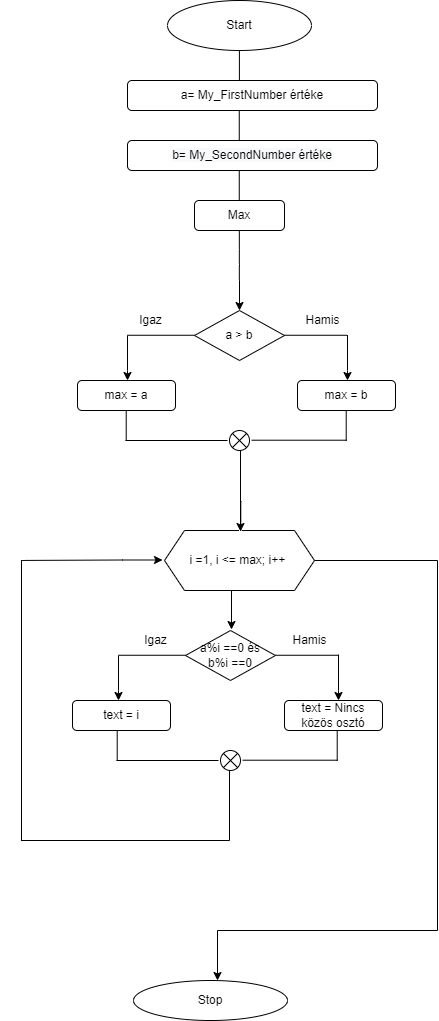 Start
a= My_FirstNumber értéke
b= My_SecondNumber értéke
Max
Igaz
Hamis
a > b
max = a
max = b
i =1, i <= max; i++
Igaz
a%i ==0 és
b%i ==0
Hamis
text = i
text = Nincs
közös osztó
Stop